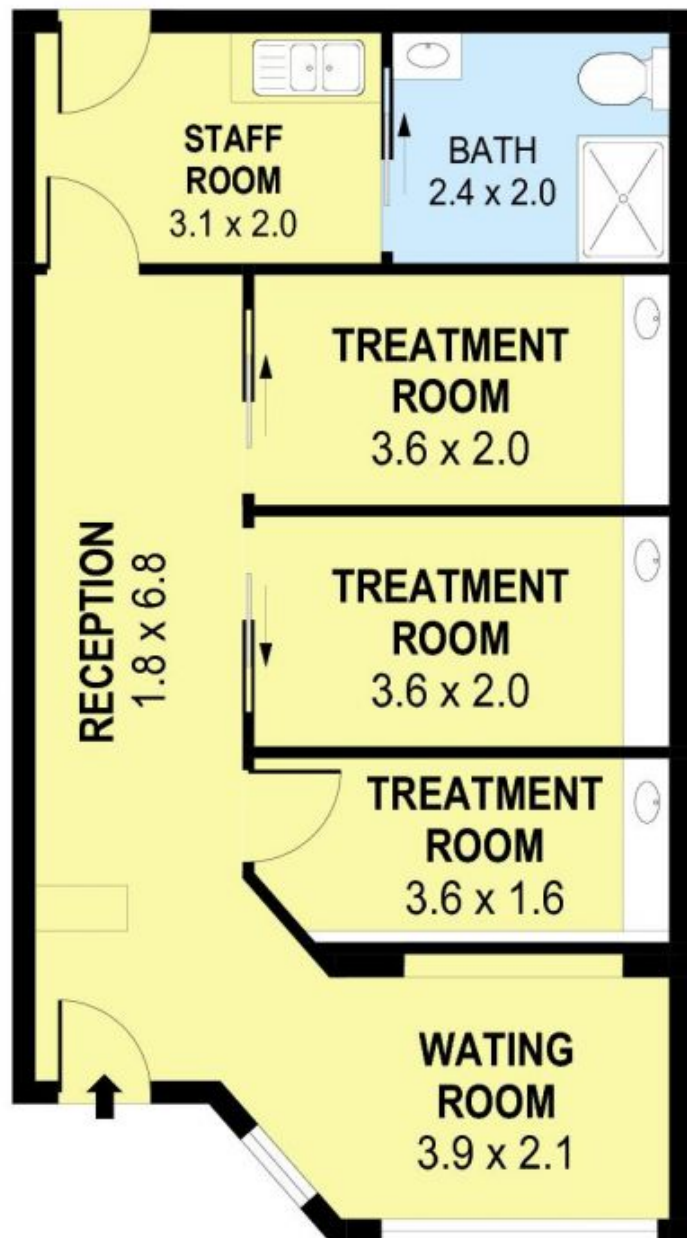 STAFF
ROOM
3.1 x 2.0
BATH
2.4 x 2.0
TREATMENT
ROOM
3.6 x 2.0
RECEPTION
1.8 x 6.8
TREATMENT
ROOM
3.6 x 2.0
TREATMENT
ROOM
3.6 x 1.6
WATING
ROOM
3.9 x 2.1